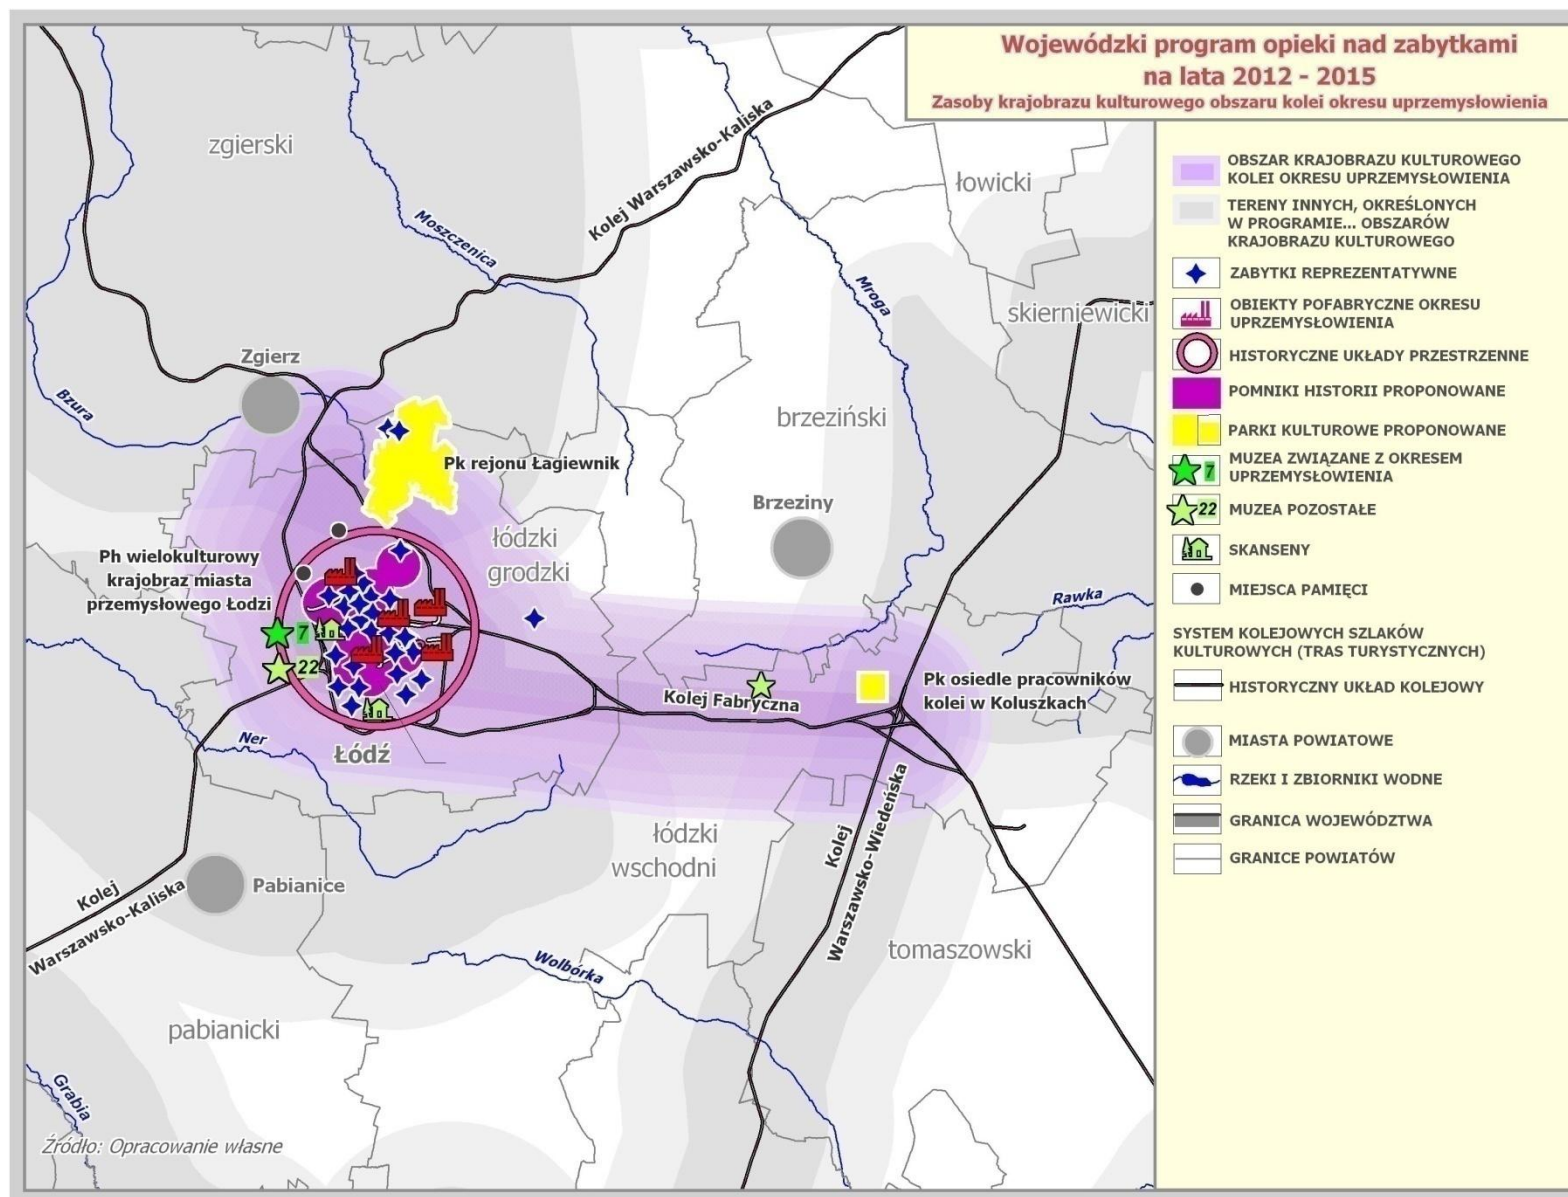 Wojewódzki program opieki nad zabytkami
na lata 2012 - 2015
Zasoby krajobrazu kulturowego obszaru kolei okresu uprzemysłowienia
zgierski
Kolej Warszawsko-Kaliska
łowicki
Moszczenica
Mroga
skierniewicki
Zgierz
Bzura
brzeziński
Pk rejonu Łagiewnik
Brzeziny
łódzki
grodzki
Ph wielokulturowy
krajobraz miasta
przemysłowego Łodzi
Rawka
7
22
Kolej Fabryczna
Pk osiedle pracowników
kolei w Koluszkach
Ner
Łódź
łódzki
wschodni
Kolej
Warszawsko-Wiedeńska
Pabianice
Kolej
Warszawsko-Kaliska
tomaszowski
Wolbórka
pabianicki
Grabia
Źródło: Opracowanie własne
OBSZAR KRAJOBRAZU KULTUROWEGO
KOLEI OKRESU UPRZEMYSŁOWIENIA
TERENY INNYCH, OKREŚLONYCH
W PROGRAMIE... OBSZARÓW
KRAJOBRAZU KULTUROWEGO
ZABYTKI REPREZENTATYWNE
OBIEKTY POFABRYCZNE OKRESU
UPRZEMYSŁOWIENIA
HISTORYCZNE UKŁADY PRZESTRZENNE
POMNIKI HISTORII PROPONOWANE
PARKI KULTUROWE PROPONOWANE
7 MUZEA ZWIĄZANE Z OKRESEM
UPRZEMYSŁOWIENIA
22 MUZEA POZOSTAŁE
SKANSENY
MIEJSCA PAMIĘCI
SYSTEM KOLEJOWYCH SZLAKÓW
KULTUROWYCH (TRAS TURYSTYCZNYCH)
HISTORYCZNY UKŁAD KOLEJOWY
MIASTA POWIATOWE
RZEKI I ZBIORNIKI WODNE
GRANICA WOJEWÓDZTWA
GRANICE POWIATÓW